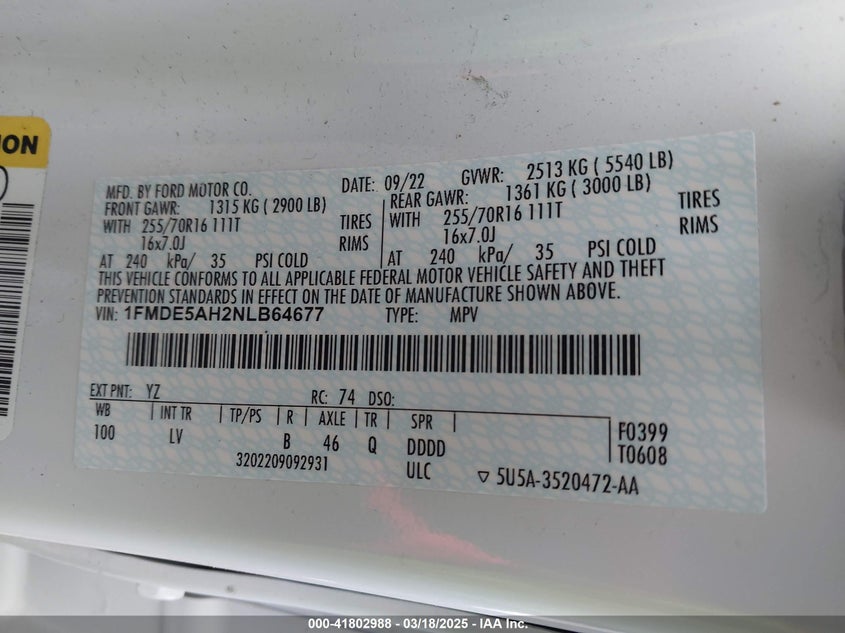 ION
MFD. BY FORD MOTOR CO. DATE: 09/22 GVWR: 2513 KG ( 5540 LB)
FRONT GAWR: 1315 KG ( 2900 LB) REAR GAWR: 1361 KG ( 3000 LB)
WITH 255/70R16 111T TIRES WITH 255/70R16 111T TIRES
16x7.0J RIMS 16x7.0J RIMS
AT 240 kPa/ 35 PSI COLD AT 240 kPa/ 35 PSI COLD
THIS VEHICLE CONFORMS TO ALL APPLICABLE FEDERAL MOTOR VEHICLE SAFETY AND THEFT
PREVENTION STANDARDS IN EFFECT ON THE DATE OF MANUFACTURE SHOWN ABOVE.
VIN: 1FMDE5AH2NLB64677 TYPE: MPV
EXT PNT: YZ RC: 74 DSO:
WB INT TR TP/PS R AXLE TR SPR
100 LV B 46 Q DDDD F0399
3202209092931 ULC T0608
5U5A-3520472-AA
000-41802988 - 03/18/2025 - IAA Inc.